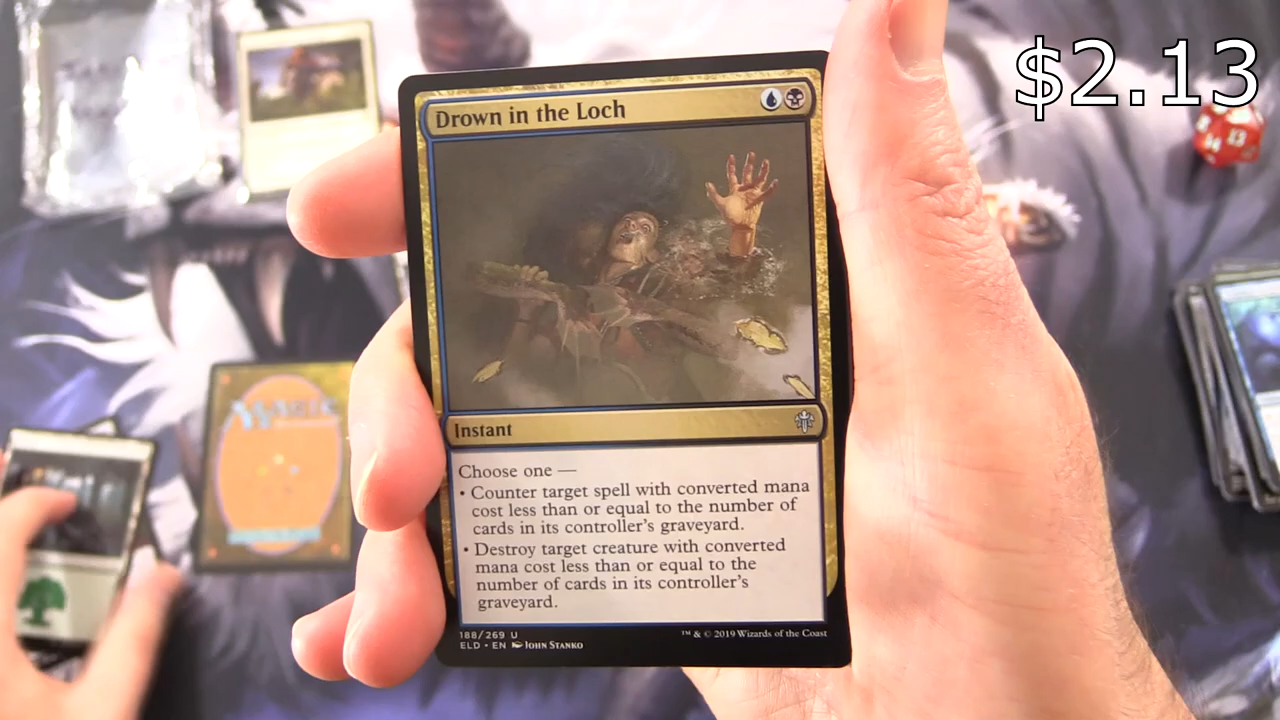 $2.13
Drown in the Loch
Instant
Choose one —
• Counter target spell with converted mana
cost less than or equal to the number of
cards in its controller's graveyard.
• Destroy target creature with converted
mana cost less than or equal to the
number of cards in its controller's
graveyard.
188/269 U
ELD • EN John Stanko
™ & © 2019 Wizards of the Coast
Magic